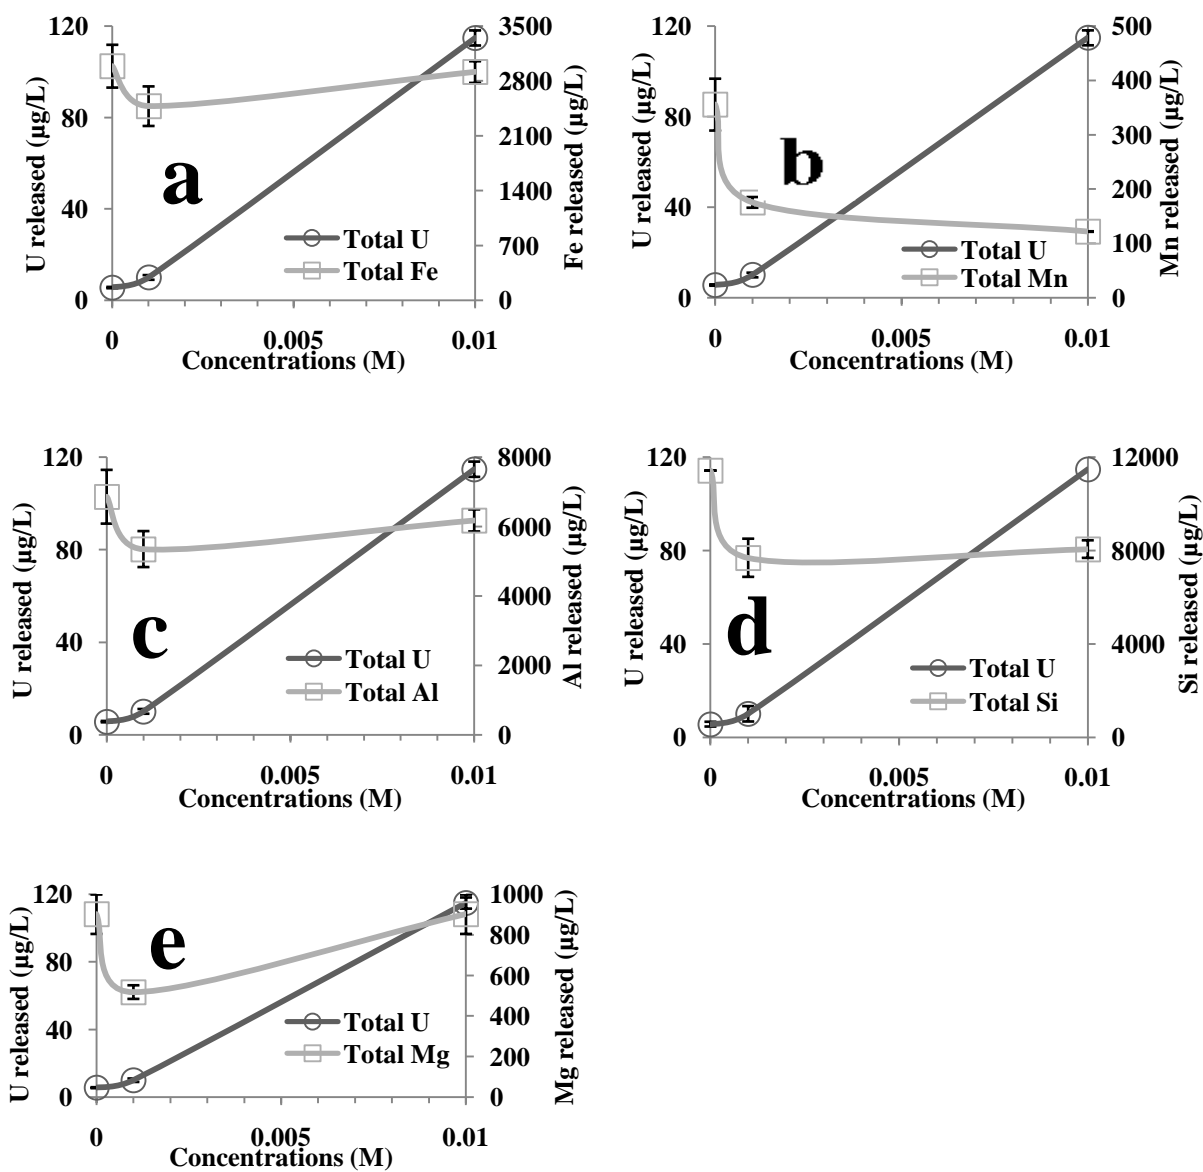 120
80
40
0
U released (µg/L)
3500
2800
2100
1400
700
0
Fe released (µg/L)
a
Total U
Total Fe
0 0.005 0.01
Concentrations (M)
120
80
40
0
U released (µg/L)
500
400
300
200
100
0
Mn released (µg/L)
b
Total U
Total Mn
0 0.005 0.01
Concentrations (M)
120
80
40
0
U released (µg/L)
8000
6000
4000
2000
0
Al released (µg/L)
c
Total U
Total Al
0 0.005 0.01
Concentrations (M)
120
80
40
0
U released (µg/L)
12000
8000
4000
0
Si released (µg/L)
d
Total U
Total Si
0 0.005 0.01
Concentrations (M)
120
80
40
0
U released (µg/L)
1000
800
600
400
200
0
Mg released (µg/L)
e
Total U
Total Mg
0 0.005 0.01
Concentrations (M)